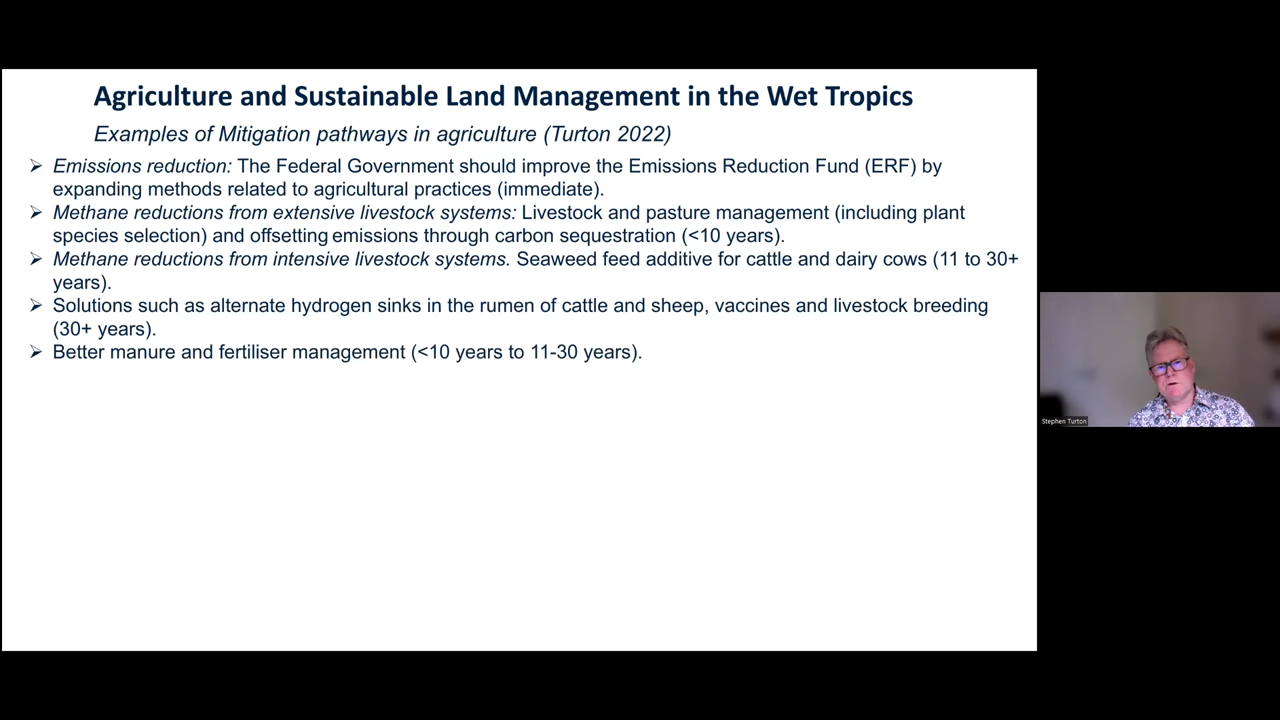 Agriculture and Sustainable Land Management in the Wet Tropics
Examples of Mitigation pathways in agriculture (Turton 2022)
➢ Emissions reduction: The Federal Government should improve the Emissions Reduction Fund (ERF) by
expanding methods related to agricultural practices (immediate).
➢ Methane reductions from extensive livestock systems: Livestock and pasture management (including plant
species selection) and offsetting emissions through carbon sequestration (<10 years).
➢ Methane reductions from intensive livestock systems. Seaweed feed additive for cattle and dairy cows (11 to 30+
years).
➢ Solutions such as alternate hydrogen sinks in the rumen of cattle and sheep, vaccines and livestock breeding
(30+ years).
➢ Better manure and fertiliser management (<10 years to 11-30 years).
Stephen Turton